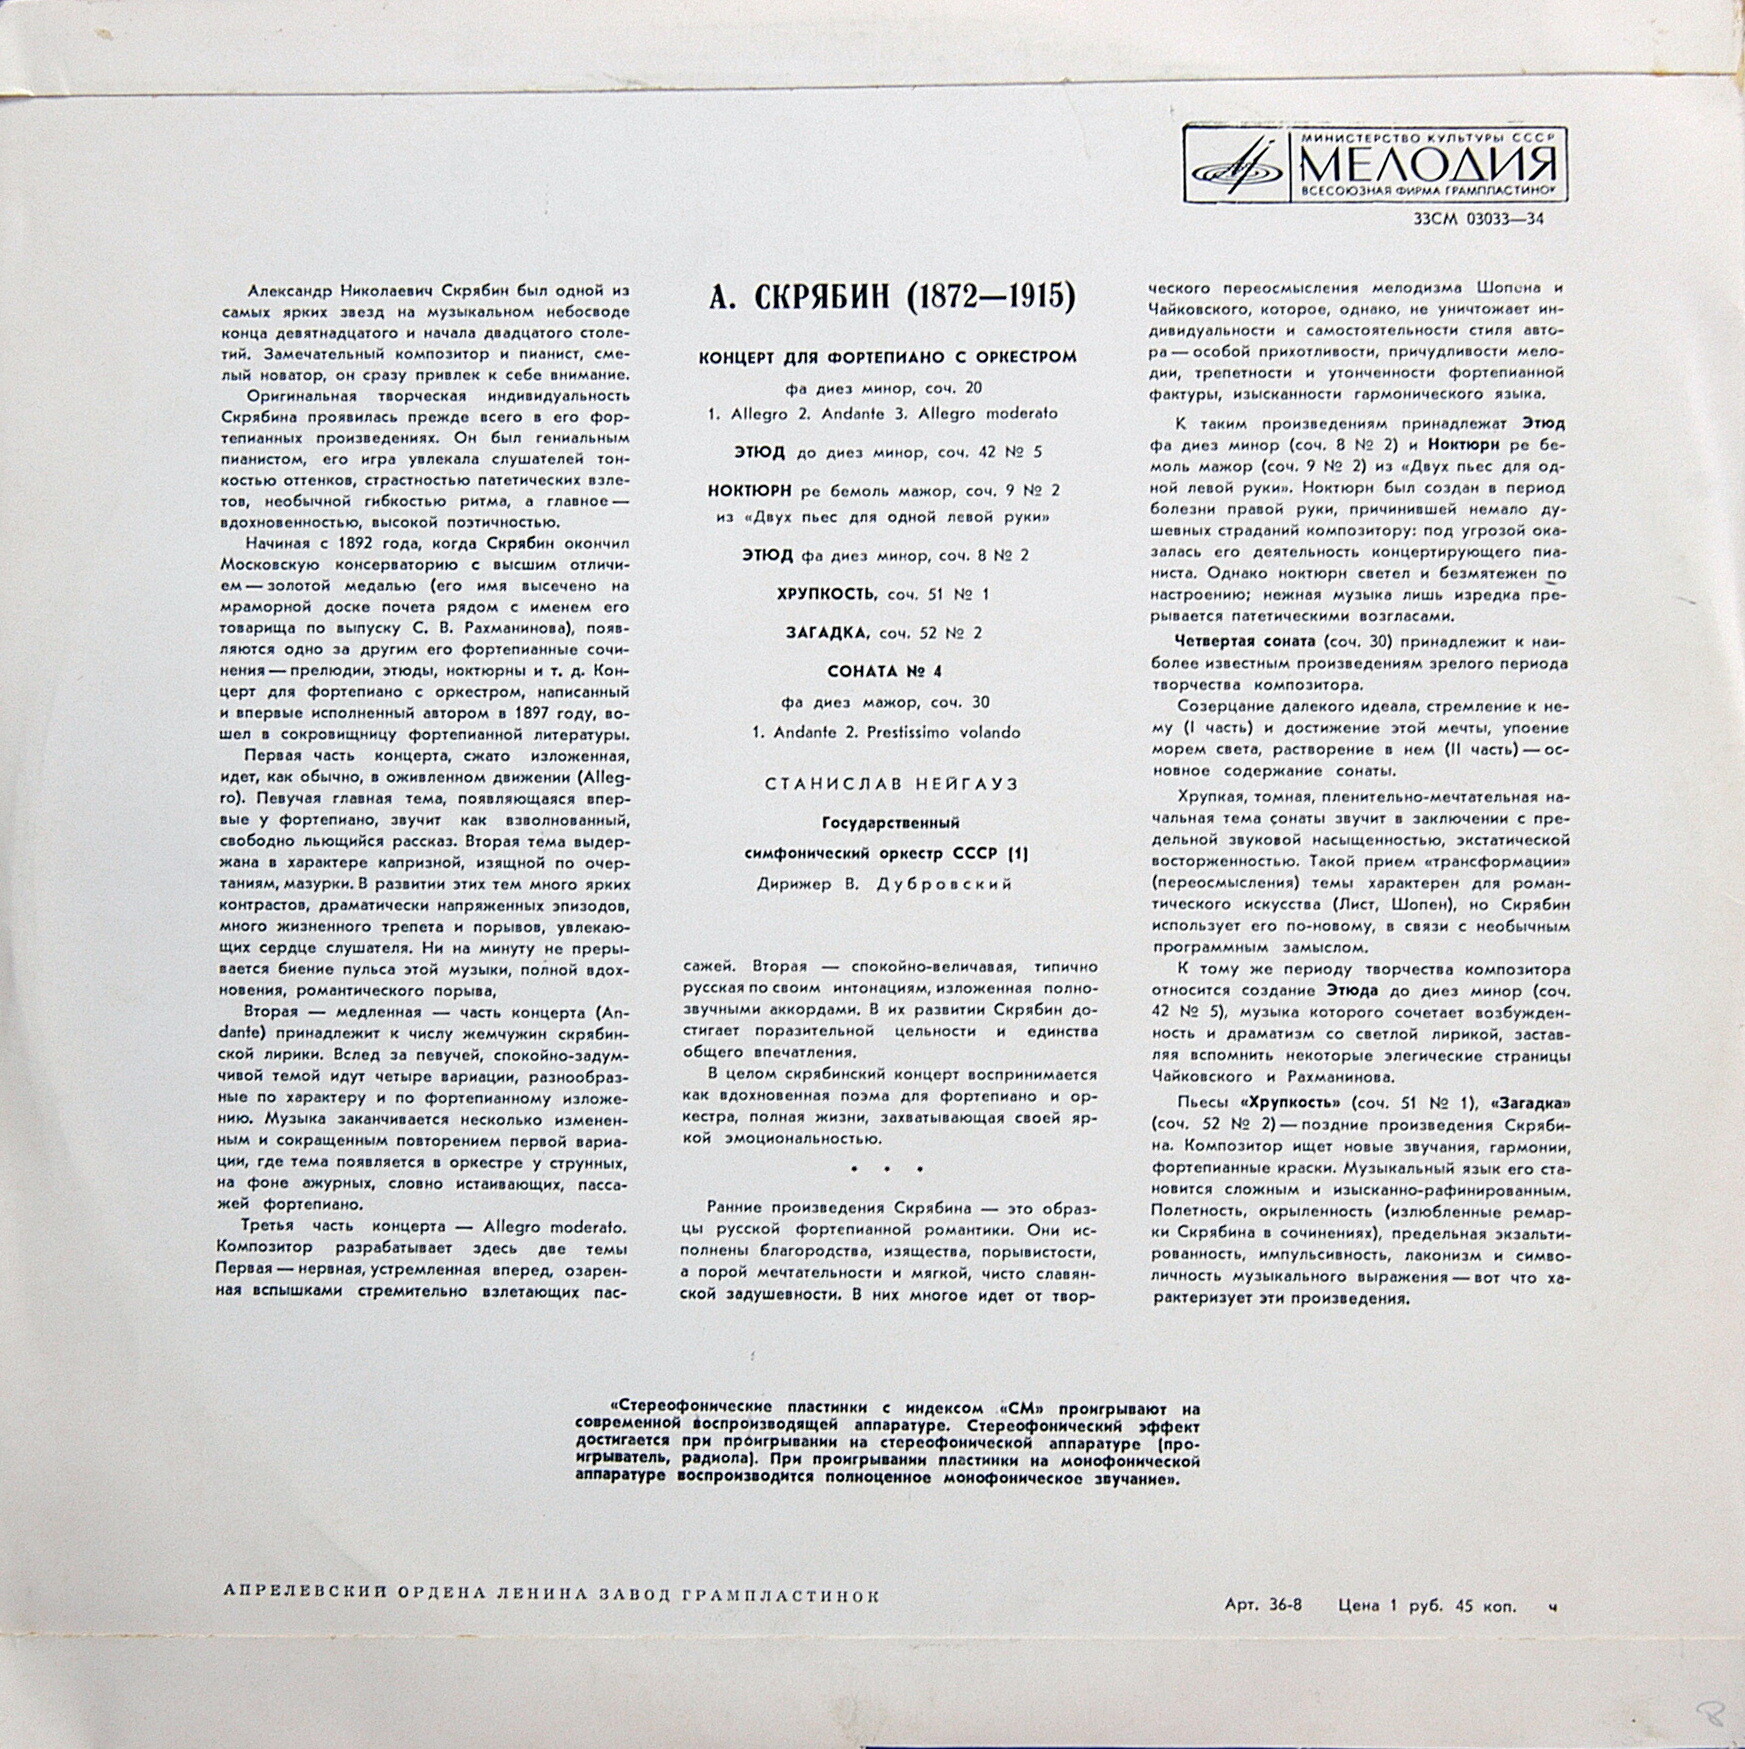 МИНИСТЕРСТВО КУЛЬТУРЫ СССР
МЕЛОДИЯ
ВСЕСОЮЗНАЯ ФИРМА ГРАМПЛАСТИНОК
33СМ 03033—34
Александр Николаевич Скрябин был одной из
самых ярких звезд на музыкальном небосводе
конца девятнадцатого и начала двадцатого столе-
тий. Замечательный композитор и пианист, сме-
лый новатор, он сразу привлек к себе внимание.
Оригинальная творческая индивидуальность
Скрябина проявилась прежде всего в его фор-
тепианных произведениях. Он был гениальным
пианистом, его игра увлекала слушателей тон-
костью оттенков, страстностью патетических взле-
тов, необычной гибкостью ритма, а главное —
вдохновенностью, высокой поэтичностью.
Начиная с 1892 года, когда Скрябин окончил
Московскую консерваторию с высшим отличи-
ем — золотой медалью (его имя высечено на
мраморной доске почета рядом с именем его
товарища по выпуску С. В. Рахманинова), появ-
ляются одно за другим его фортепианные сочи-
нения — прелюдии, этюды, ноктюрны и т. д. Кон-
церт для фортепиано с оркестром, написанный
и впервые исполненный автором в 1897 году, во-
шел в сокровищницу фортепианной литературы.
Первая часть концерта, сжато изложенная,
идет, как обычно, в оживленном движении (Alleg-
ro). Певучая главная тема, появляющаяся впер-
вые у фортепиано, звучит как взволнованный,
свободно льющийся рассказ. Вторая тема выдер-
жана в характере капризной, изящной по очер-
таниям, мазурки. В развитии этих тем много ярких
контрастов, драматически напряженных эпизодов,
много жизненного трепета и порывов, увлекаю-
щих сердце слушателя. Ни на минуту не преры-
вается биение пульса этой музыки, полной вдох-
новения, романтического порыва,
Вторая — медленная — часть концерта (An-
dante) принадлежит к числу жемчужин скрябин-
ской лирики. Вслед за певучей, спокойно-задум-
чивой темой идут четыре вариации, разнообраз-
ные по характеру и по фортепианному изложе-
нию. Музыка заканчивается несколько изменен-
ным и сокращенным повторением первой вариа-
ции, где тема появляется в оркестре у струнных,
на фоне ажурных, словно истаивающих, пасса-
жей фортепиано.
Третья часть концерта — Allegro moderato.
Композитор разрабатывает здесь две темы
Первая — нервная, устремленная вперед, озарен-
ная вспышками стремительно взлетающих пас-
А. СКРЯБИН (1872—1915)
КОНЦЕРТ ДЛЯ ФОРТЕПИАНО С ОРКЕСТРОМ
фа диез минор, соч. 20
1. Allegro 2. Andante 3. Allegro moderato
ЭТЮД до диез минор, соч. 42 № 5
НОКТЮРН ре бемоль мажор, соч. 9 № 2
из «Двух пьес для одной левой руки»
ЭТЮД фа диез минор, соч. 8 № 2
ХРУПКОСТЬ, соч. 51 № 1
ЗАГАДКА, соч. 52 № 2
СОНАТА № 4
фа диез мажор, соч. 30
1. Andante 2. Prestissimo volando
СТАНИСЛАВ НЕЙГАУЗ
Государственный
симфонический оркестр СССР (1)
Дирижер В. Дубровский
сажей. Вторая — спокойно-величавая, типично
русская по своим интонациям, изложенная полно-
звучными аккордами. В их развитии Скрябин до-
стигает поразительной цельности и единства
общего впечатления.
В целом скрябинский концерт воспринимается
как вдохновенная поэма для фортепиано и ор-
кестра, полная жизни, захватывающая своей яр-
кой эмоциональностью.
• • •
Ранние произведения Скрябина — это образ-
цы русской фортепианной романтики. Они ис-
полнены благородства, изящества, порывистости,
а порой мечтательности и мягкой, чисто славян-
ской задушевности. В них многое идет от твор-
ческого переосмысления мелодизма Шопена и
Чайковского, которое, однако, не уничтожает ин-
дивидуальности и самостоятельности стиля авто-
ра — особой прихотливости, причудливости мело-
дии, трепетности и утонченности фортепианной
фактуры, изысканности гармонического языка.
К таким произведениям принадлежат Этюд
фа диез минор (соч. 8 № 2) и Ноктюрн ре бе-
моль мажор (соч. 9 № 2) из «Двух пьес для од-
ной левой руки». Ноктюрн был создан в период
болезни правой руки, причинившей немало ду-
шевных страданий композитору: под угрозой ока-
залась его деятельность концертирующего пиа-
ниста. Однако ноктюрн светел и безмятежен по
настроению; нежная музыка лишь изредка пре-
рывается патетическими возгласами.
Четвертая соната (соч. 30) принадлежит к наи-
более известным произведениям зрелого периода
творчества композитора.
Созерцание далекого идеала, стремление к не-
му (I часть) и достижение этой мечты, упоение
морем света, растворение в нем (II часть) — ос-
новное содержание сонаты.
Хрупкая, томная, пленительно-мечтательная на-
чальная тема сонаты звучит в заключении с пре-
дельной звуковой насыщенностью, экстатической
восторженностью. Такой прием «трансформации»
(переосмысления) темы характерен для роман-
тического искусства (Лист, Шопен), но Скрябин
использует его по-новому, в связи с необычным
программным замыслом.
К тому же периоду творчества композитора
относится создание Этюда до диез минор (соч.
42 № 5), музыка которого сочетает возбужден-
ность и драматизм со светлой лирикой, застав-
ляя вспомнить некоторые элегические страницы
Чайковского и Рахманинова.
Пьесы «Хрупкость» (соч. 51 № 1), «Загадка»
(соч. 52 № 2) — поздние произведения Скряби-
на. Композитор ищет новые звучания, гармонии,
фортепианные краски. Музыкальный язык его ста-
новится сложным и изысканно-рафинированным.
Полетность, окрыленность (излюбленные ремар-
ки Скрябина в сочинениях), предельная экзальти-
рованность, импульсивность, лаконизм и симво-
личность музыкального выражения — вот что ха-
рактеризует эти произведения.
«Стереофонические пластинки с индексом «СМ» проигрывают на
современной воспроизводящей аппаратуре. Стереофонический эффект
достигается при проигрывании на стереофонической аппаратуре (про-
игрыватель, радиола). При проигрывании пластинки на монофонической
аппаратуре воспроизводится полноценное монофоническое звучание».
АПРЕЛЕВСКИЙ ОРДЕНА ЛЕНИНА ЗАВОД ГРАМПЛАСТИНОК
Арт. 36-8 Цена 1 руб. 45 коп. ч